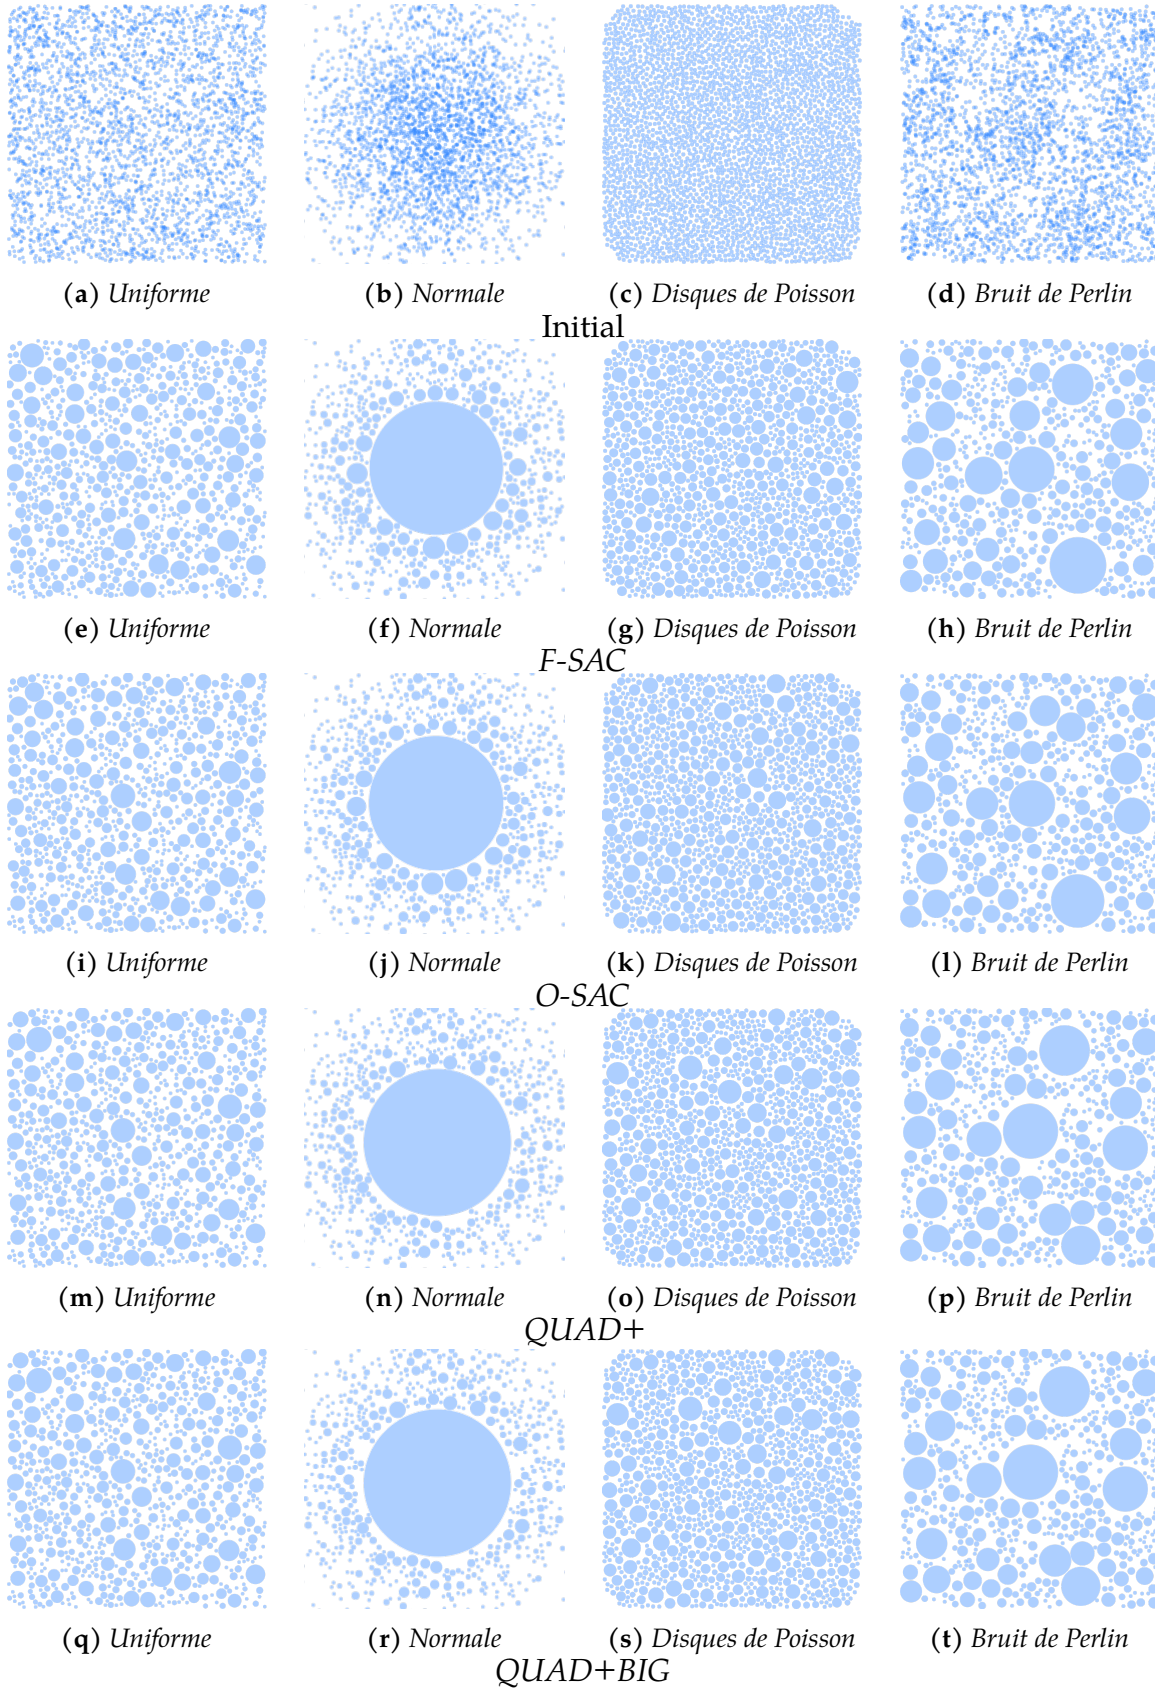 (a) Uniforme (b) Normale (c) Disques de Poisson (d) Bruit de Perlin
Initial
(e) Uniforme (f) Normale (g) Disques de Poisson (h) Bruit de Perlin
F-SAC
(i) Uniforme (j) Normale (k) Disques de Poisson (l) Bruit de Perlin
O-SAC
(m) Uniforme (n) Normale (o) Disques de Poisson (p) Bruit de Perlin
QUAD+
(q) Uniforme (r) Normale (s) Disques de Poisson (t) Bruit de Perlin
QUAD+BIG